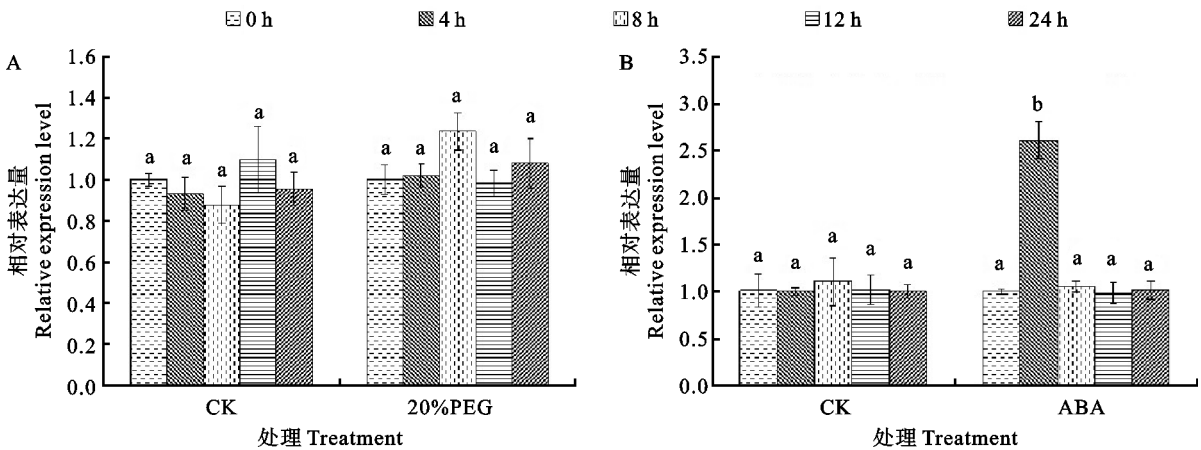 0 h 4 h 8 h 12 h 24 h
A
相对表达量
Relative expression level
1.6
1.4
1.2
1.0
0.8
0.6
0.4
0.2
0.0
a a a a a a a a a a
CK 20%PEG
处理 Treatment
B
相对表达量
Relative expression level
3.5
3.0
2.5
2.0
1.5
1.0
0.5
0.0
a a a a a a b a a a
CK ABA
处理 Treatment